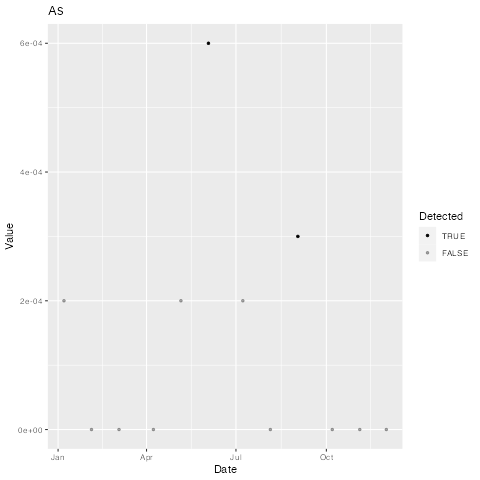 As
Value
6e-04
4e-04
2e-04
0e+00
Jan
Apr
Jul
Oct
Date
Detected
TRUE
FALSE